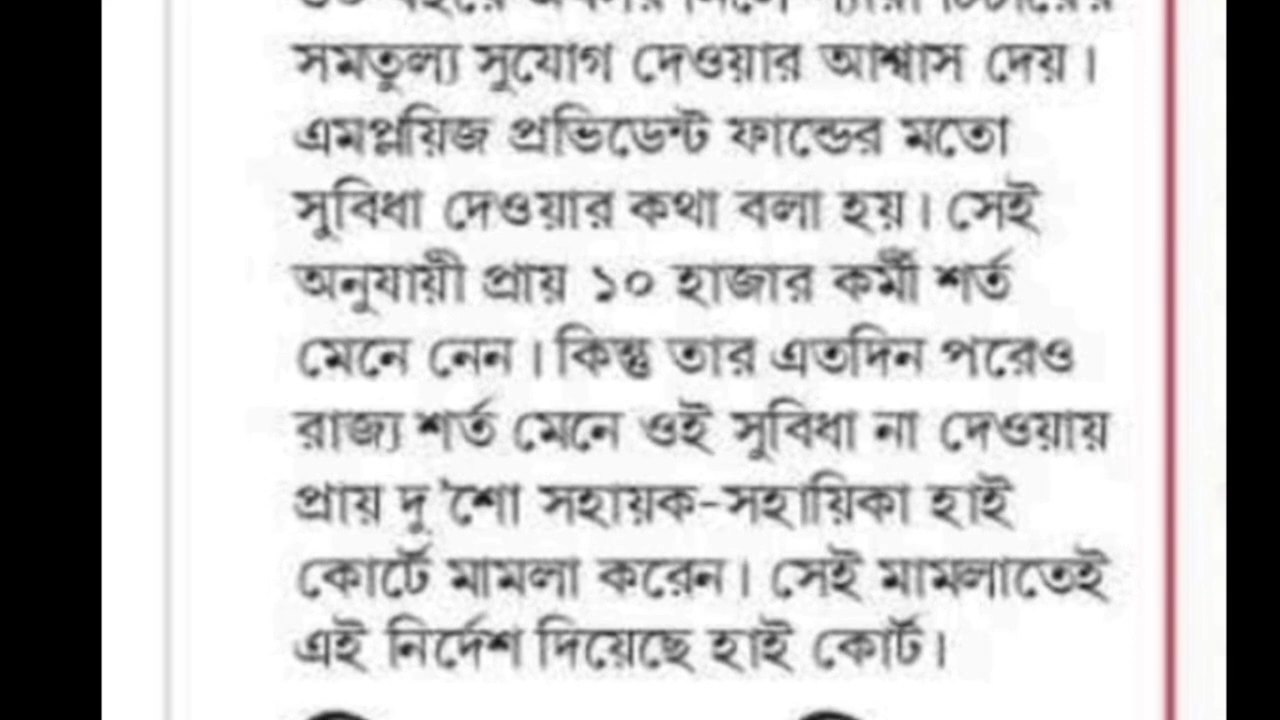 সমতুল্য সুযোগ দেওয়ার আশ্বাস দেয়।
এমপ্লয়িজ প্রভিডেন্ট ফান্ডের মতো
সুবিধা দেওয়ার কথা বলা হয়। সেই
অনুযায়ী প্রায় ১০ হাজার কর্মী শর্ত
মেনে নেন। কিন্তু তার এতদিন পরেও
রাজ্য শর্ত মেনে ওই সুবিধা না দেওয়ায়
প্রায় দু'শো সহায়ক-সহায়িকা হাই
কোর্টে মামলা করেন। সেই মামলাতেই
এই নির্দেশ দিয়েছে হাই কোর্ট।